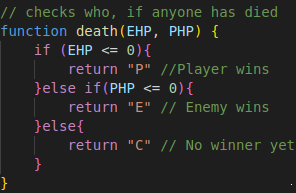 // checks who, if anyone has died
function death(EHP, PHP) {
    if (EHP <= 0){
        return "P" //Player wins
    }else if(PHP <= 0){
        return "E" // Enemy wins
    }else{
        return "C" // No winner yet
    }
}